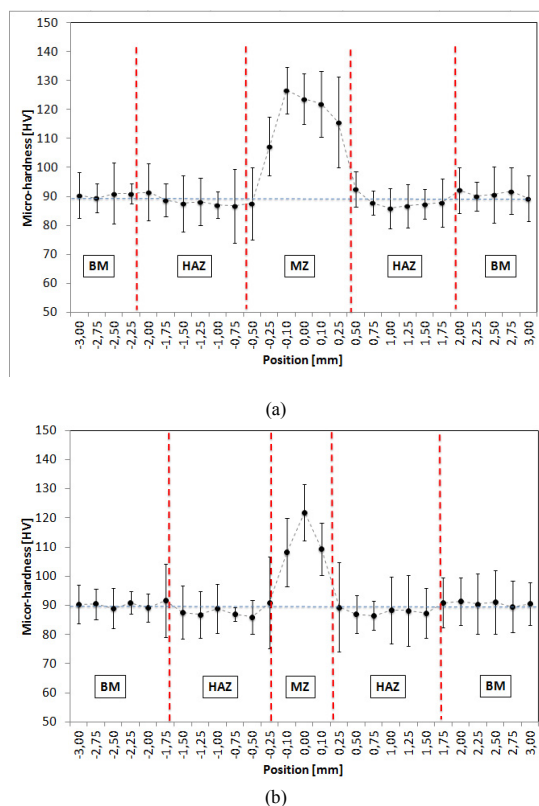 150
140
130
120
110
100
90
80
70
60
50
Micro-hardness [HV]
BM
HAZ
MZ
HAZ
BM
-3,00 -2,75 -2,50 -2,25 -2,00 -1,75 -1,50 -1,25 -1,00 -0,75 -0,50 -0,25 -0,10 0,00 0,10 0,25 0,50 0,75 1,00 1,25 1,50 1,75 2,00 2,25 2,50 2,75 3,00
Position [mm]
(a)
150
140
130
120
110
100
90
80
70
60
50
Micor-hardness [HV]
BM
HAZ
MZ
HAZ
BM
-3,00 -2,75 -2,50 -2,25 -2,00 -1,75 -1,50 -1,25 -1,00 -0,75 -0,50 -0,25 -0,10 0,00 0,10 0,25 0,50 0,75 1,00 1,25 1,50 1,75 2,00 2,25 2,50 2,75 3,00
Position [mm]
(b)